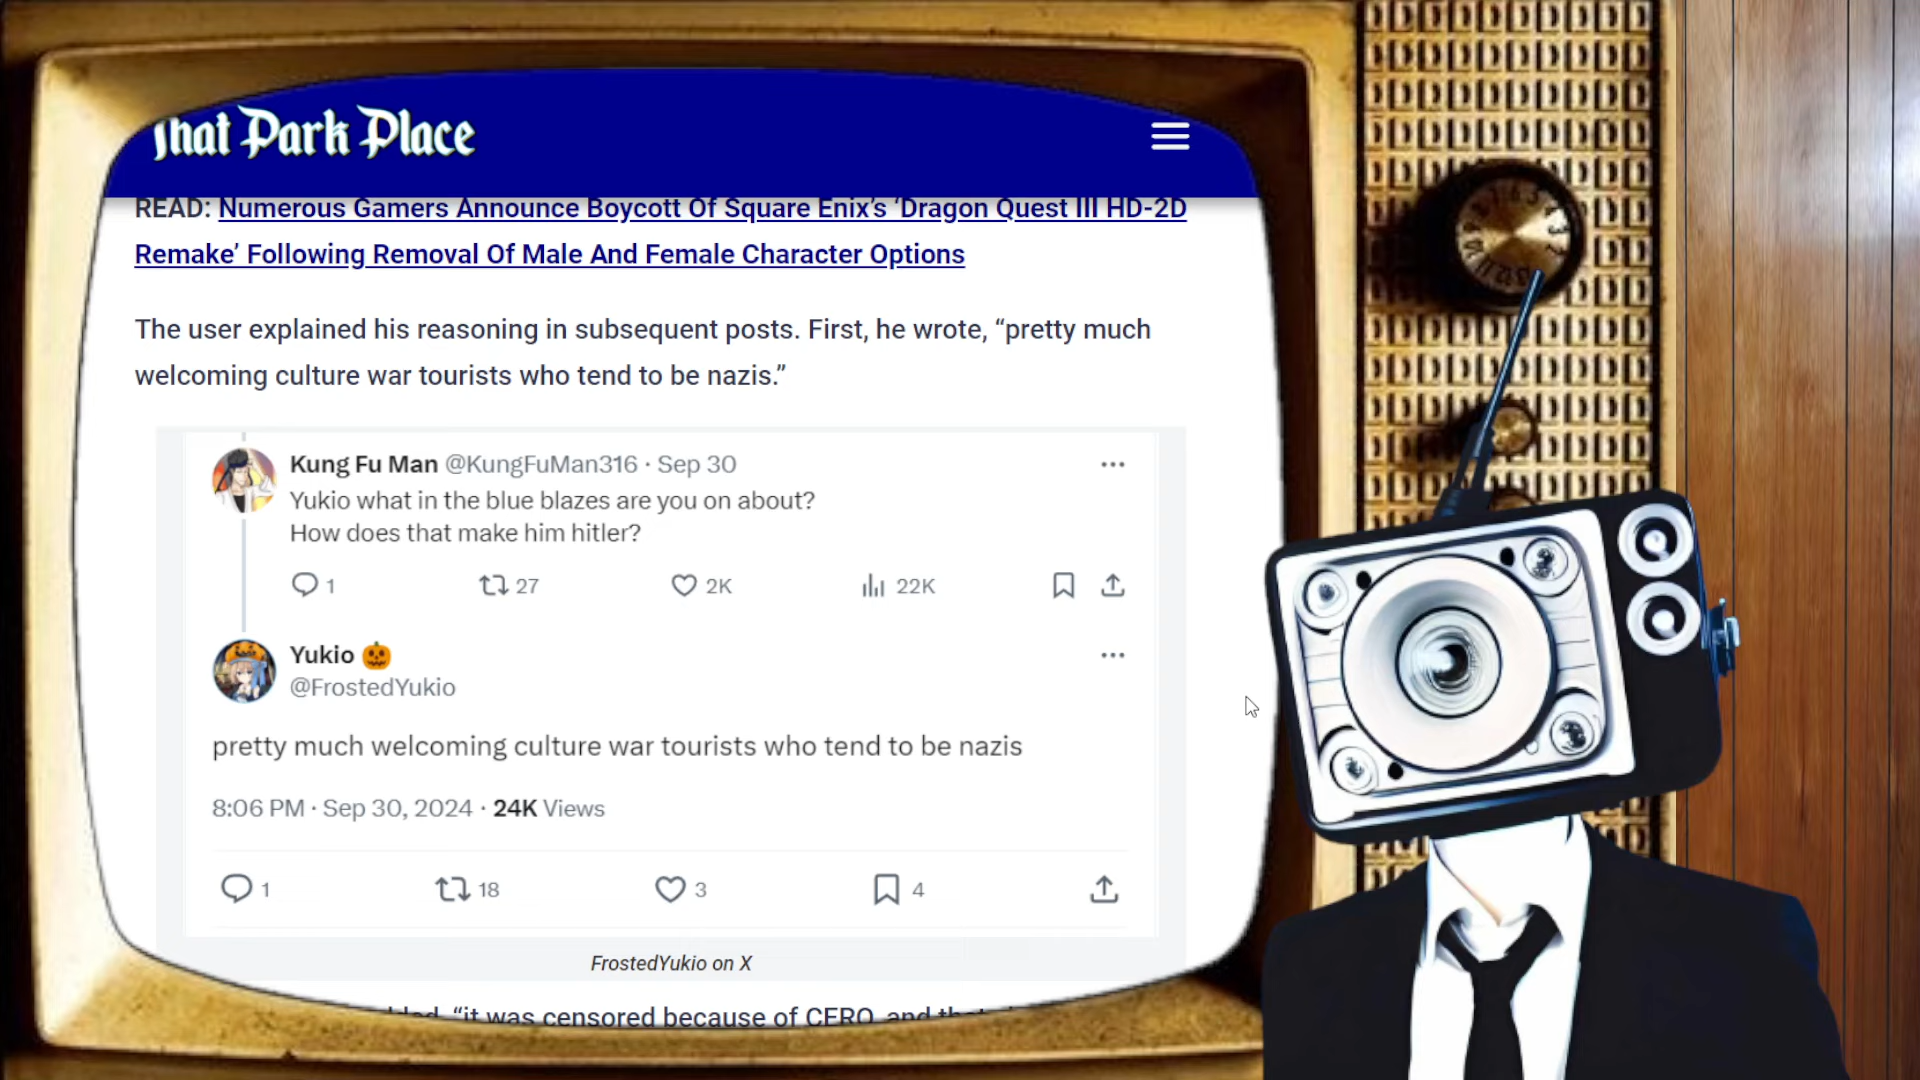 That Park Place
READ: Numerous Gamers Announce Boycott Of Square Enix's 'Dragon Quest III HD-2D
Remake' Following Removal Of Male And Female Character Options
The user explained his reasoning in subsequent posts. First, he wrote, “pretty much
welcoming culture war tourists who tend to be nazis.”
Kung Fu Man @KungFuMan316 · Sep 30
Yukio what in the blue blazes are you on about?
How does that make him hitler?
1 27 2K 22K
Yukio 🎃
@FrostedYukio
pretty much welcoming culture war tourists who tend to be nazis
8:06 PM · Sep 30, 2024 · 24K Views
1 18 3 4
FrostedYukio on X
“it was censored because of CERO, and that